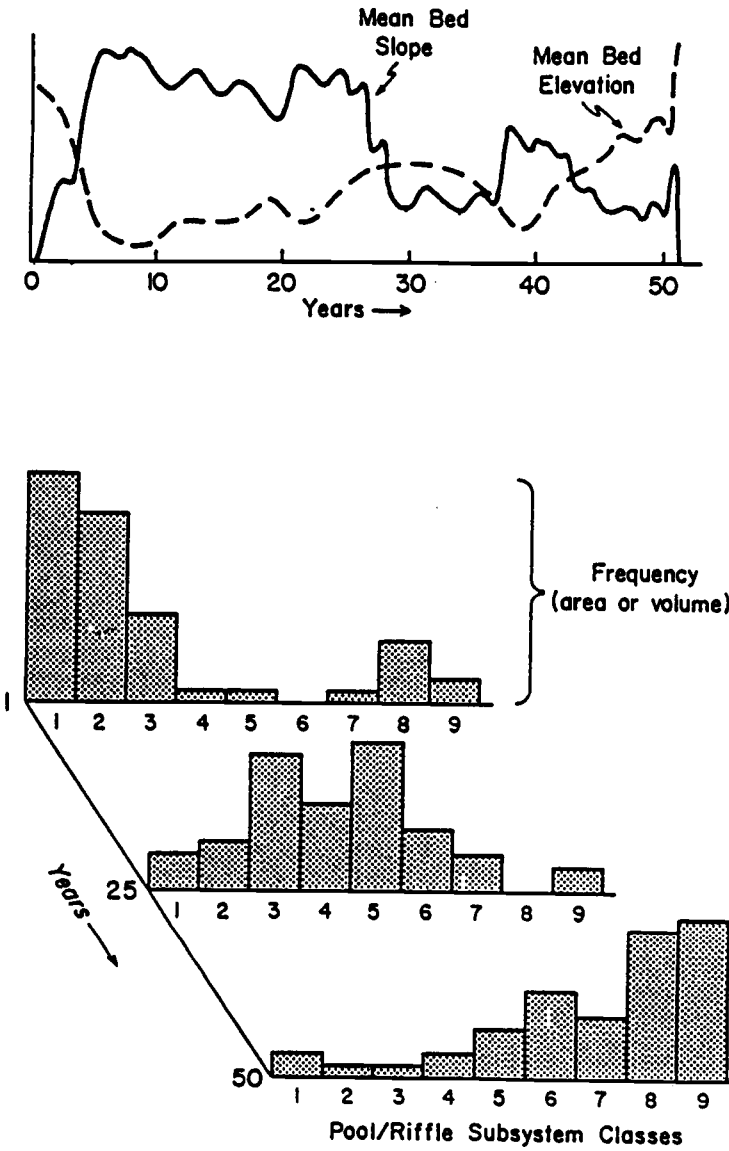 Mean Bed
Slope
Mean Bed
Elevation
0 10 20 30 40 50
Years
Frequency
(area or volume)
1
1 2 3 4 5 6 7 8 9
Years
25
1 2 3 4 5 6 7 8 9
50
1 2 3 4 5 6 7 8 9
Pool/Riffle Subsystem Classes